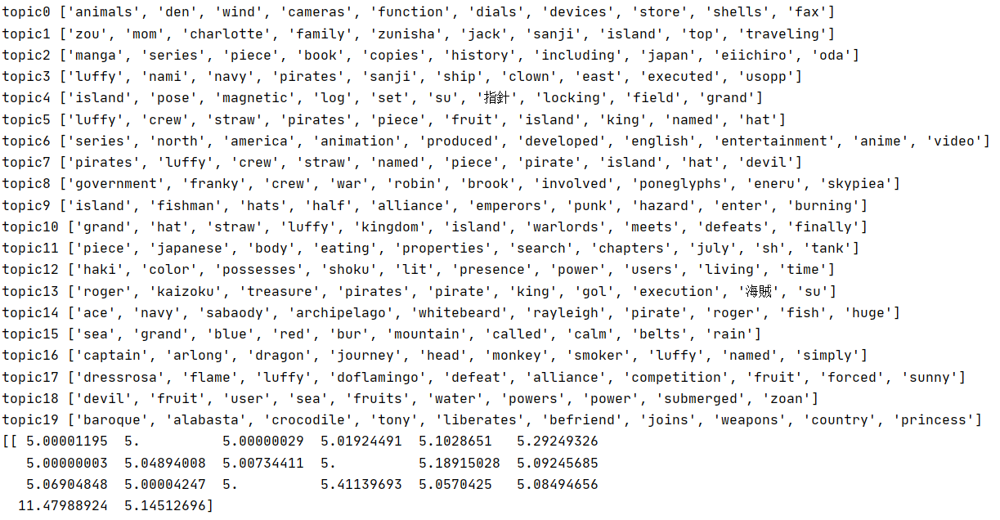 topic0 ['animals', 'den', 'wind', 'cameras', 'function', 'dials', 'devices', 'store', 'shells', 'fax']
topic1 ['zou', 'mom', 'charlotte', 'family', 'zunisha', 'jack', 'sanji', 'island', 'top', 'traveling']
topic2 ['manga', 'series', 'piece', 'book', 'copies', 'history', 'including', 'japan', 'eiichiro', 'oda']
topic3 ['luffy', 'nami', 'navy', 'pirates', 'sanji', 'ship', 'clown', 'east', 'executed', 'usopp']
topic4 ['island', 'pose', 'magnetic', 'log', 'set', 'su', '指針', 'locking', 'field', 'grand']
topic5 ['luffy', 'crew', 'straw', 'pirates', 'piece', 'fruit', 'island', 'king', 'named', 'hat']
topic6 ['series', 'north', 'america', 'animation', 'produced', 'developed', 'english', 'entertainment', 'anime', 'video']
topic7 ['pirates', 'luffy', 'crew', 'straw', 'named', 'piece', 'pirate', 'island', 'hat', 'devil']
topic8 ['government', 'franky', 'crew', 'war', 'robin', 'brook', 'involved', 'poneglyphs', 'eneru', 'skypiea']
topic9 ['island', 'fishman', 'hats', 'half', 'alliance', 'emperors', 'punk', 'hazard', 'enter', 'burning']
topic10 ['grand', 'hat', 'straw', 'luffy', 'kingdom', 'island', 'warlords', 'meets', 'defeats', 'finally']
topic11 ['piece', 'japanese', 'body', 'eating', 'properties', 'search', 'chapters', 'july', 'sh', 'tank']
topic12 ['haki', 'color', 'possesses', 'shoku', 'lit', 'presence', 'power', 'users', 'living', 'time']
topic13 ['roger', 'kaizoku', 'treasure', 'pirates', 'pirate', 'king', 'gol', 'execution', '海賊', 'su']
topic14 ['ace', 'navy', 'sabaody', 'archipelago', 'whitebeard', 'rayleigh', 'pirate', 'roger', 'fish', 'huge']
topic15 ['sea', 'grand', 'blue', 'red', 'bur', 'mountain', 'called', 'calm', 'belts', 'rain']
topic16 ['captain', 'arlong', 'dragon', 'journey', 'head', 'monkey', 'smoker', 'luffy', 'named', 'simply']
topic17 ['dressrosa', 'flame', 'luffy', 'doflamingo', 'defeat', 'alliance', 'competition', 'fruit', 'forced', 'sunny']
topic18 ['devil', 'fruit', 'user', 'sea', 'fruits', 'water', 'powers', 'power', 'submerged', 'zoan']
topic19 ['baroque', 'alabasta', 'crocodile', 'tony', 'liberates', 'befriend', 'joins', 'weapons', 'country', 'princess']
[[ 5.00001195 5. 5.00000029 5.01924491 5.1028651 5.29249326
5.00000003 5.04894008 5.00734411 5. 5.18915028 5.09245685
5.06904848 5.00004247 5. 5.41139693 5.0570425 5.08494656
11.47988924 5.14512696]